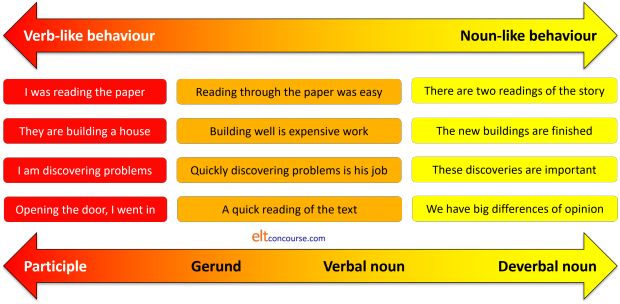 Verb-like behaviour Noun-like behaviour
I was reading the paper Reading through the paper was easy There are two readings of the story
They are building a house Building well is expensive work The new buildings are finished
I am discovering problems Quickly discovering problems is his job These discoveries are important
Opening the door, I went in A quick reading of the text We have big differences of opinion
eltconcourse.com
Participle Gerund Verbal noun Deverbal noun